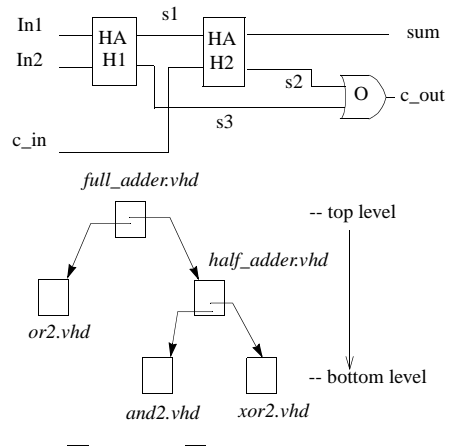 s1
In1
sum
HA
HA
In2
H1
H2
s2
O
c_out
s3
c_in
full_adder.vhd
-- top level
half_adder.vhd
or2.vhd
-- bottom level
and2.vhd
xor2.vhd